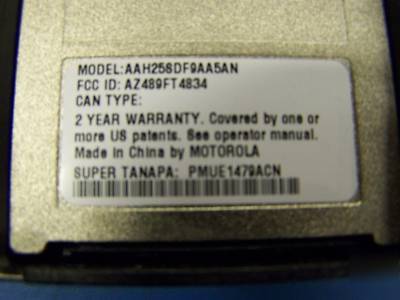 MODEL:AAH25SDF9AA5AN
FCC ID: AZ489FT4834
CAN TYPE:
2 YEAR WARRANTY. Covered by one or
more US patents. See operator manual.
Made in China by MOTOROLA
SUPER TANAPA: PMUE1479ACN